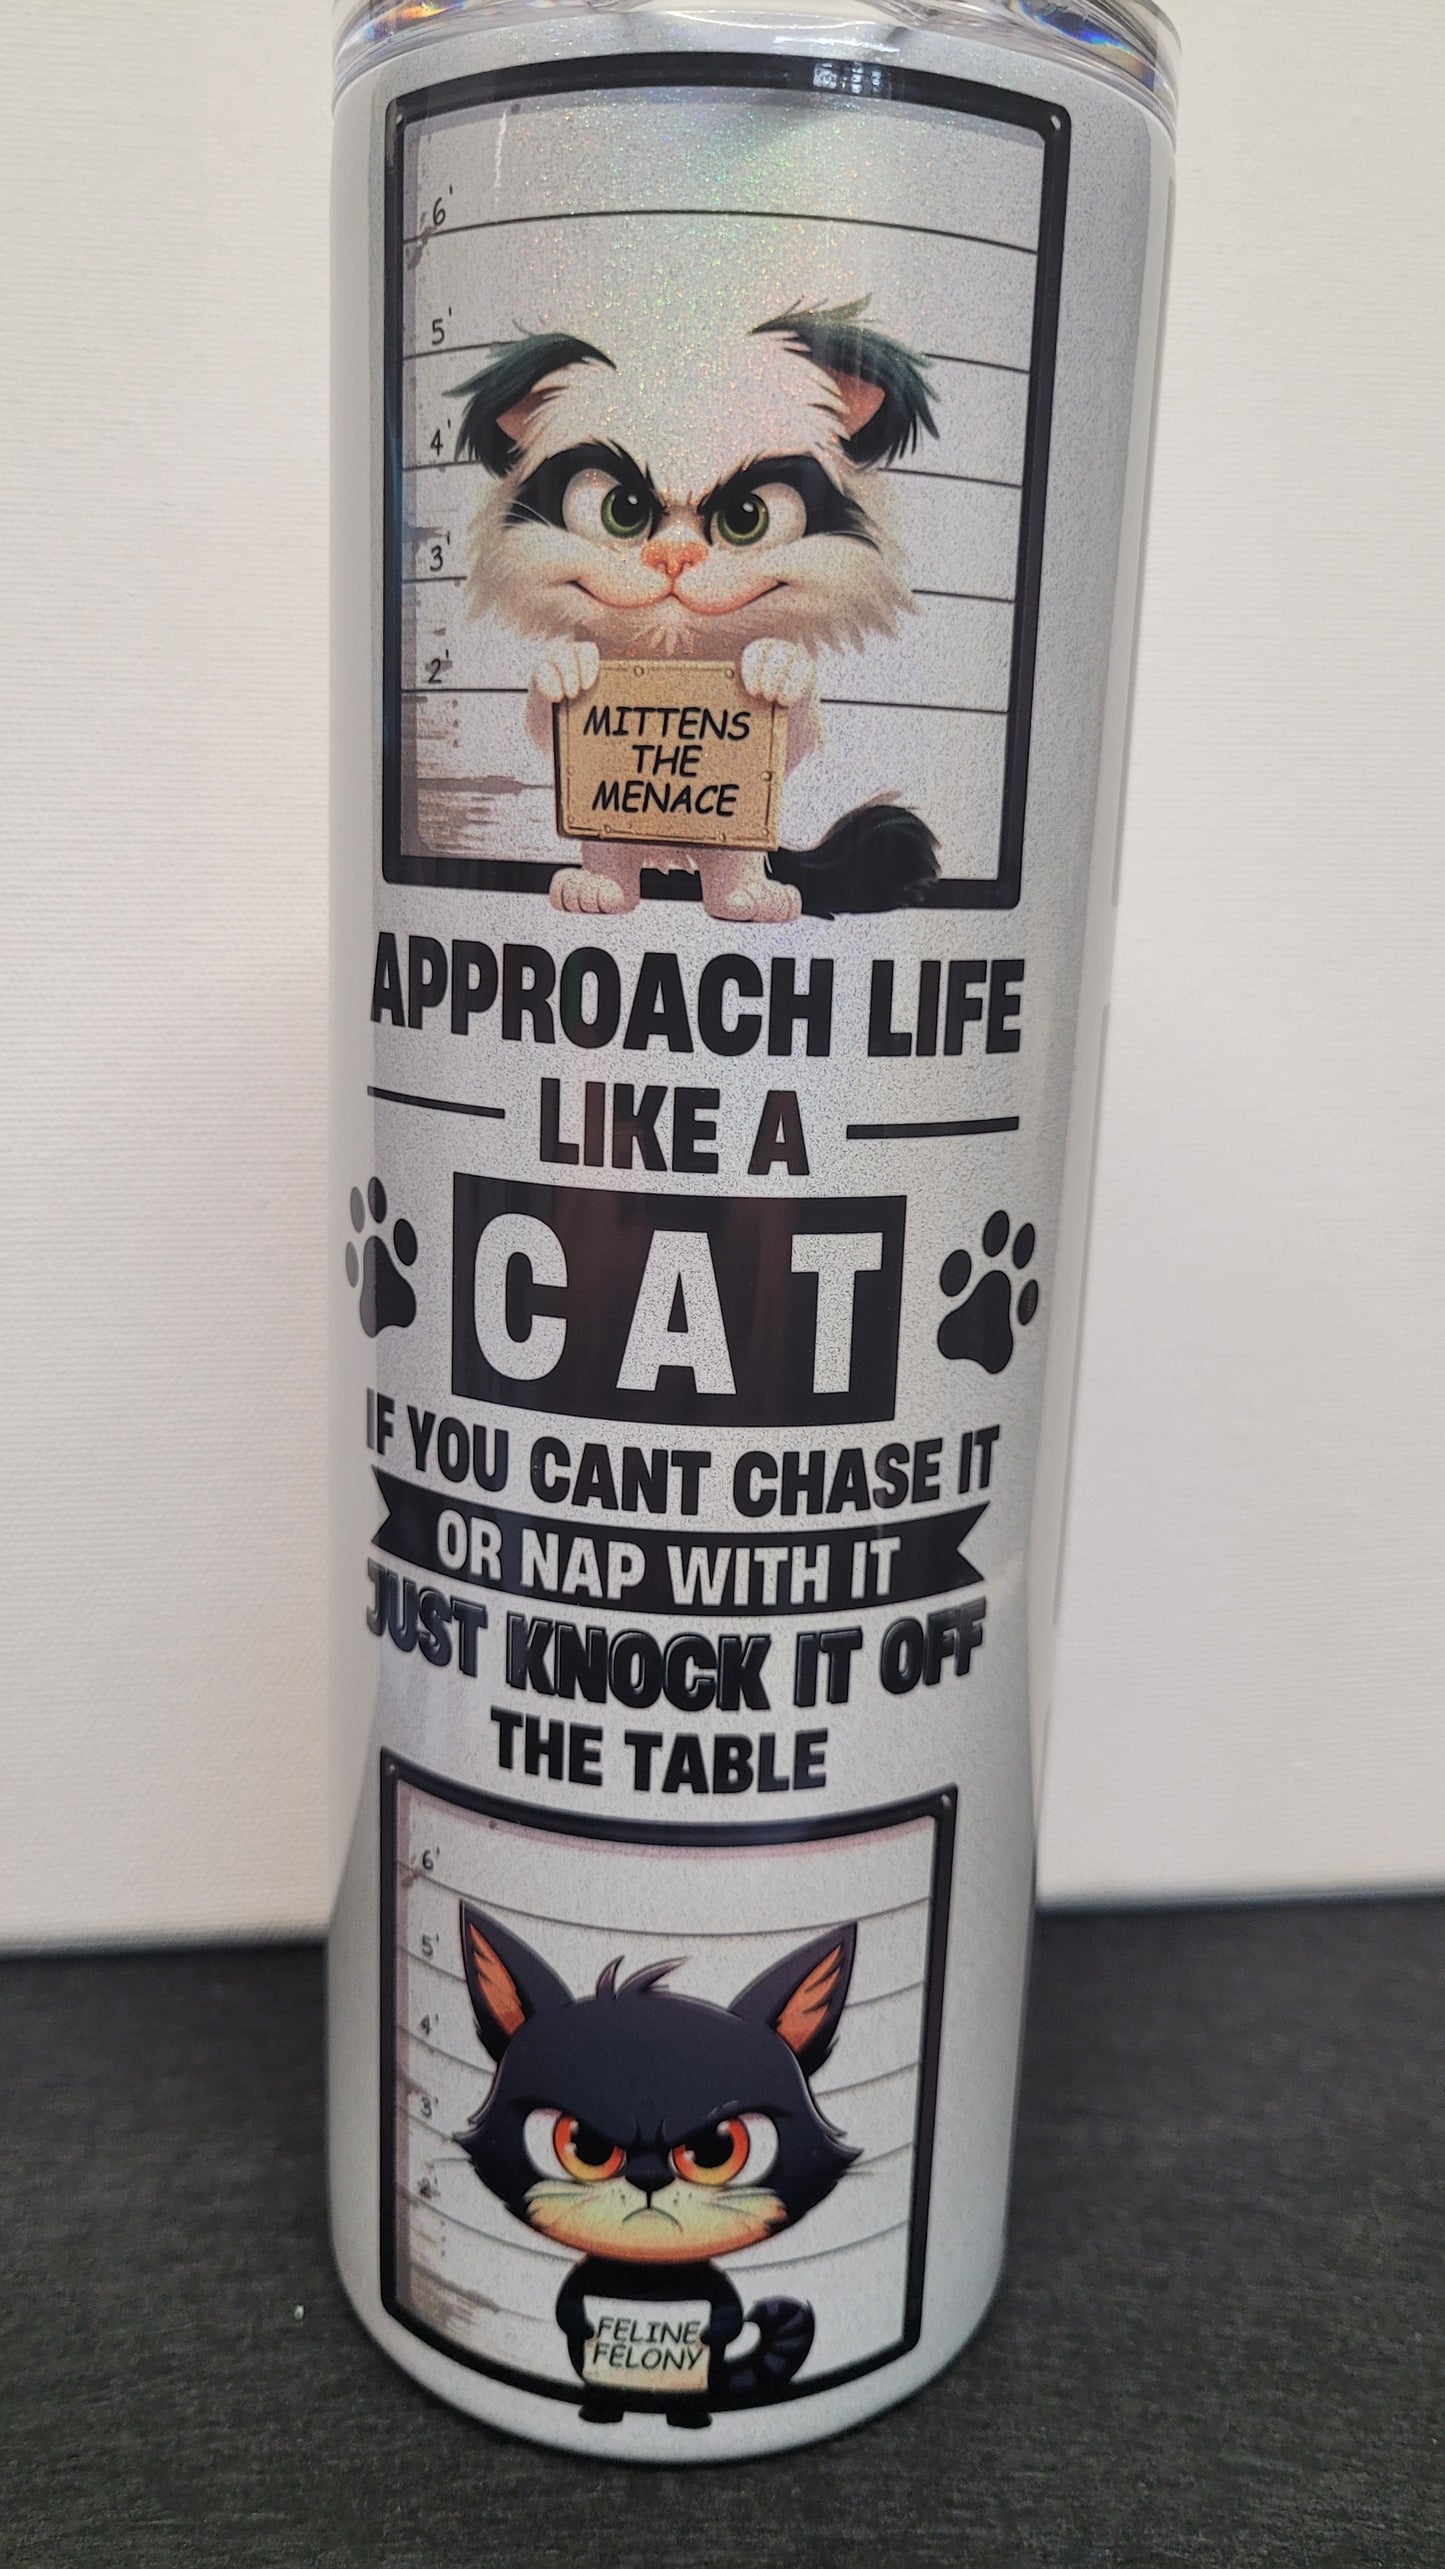 6'
5'
4'
3'
2'
MITTENS
THE
MENACE
APPROACH LIFE
LIKE A
CAT
IF YOU CANT CHASE IT
OR NAP WITH IT
JUST KNOCK IT OFF
THE TABLE
6'
5'
4'
3'
2'
FELINE
FELONY